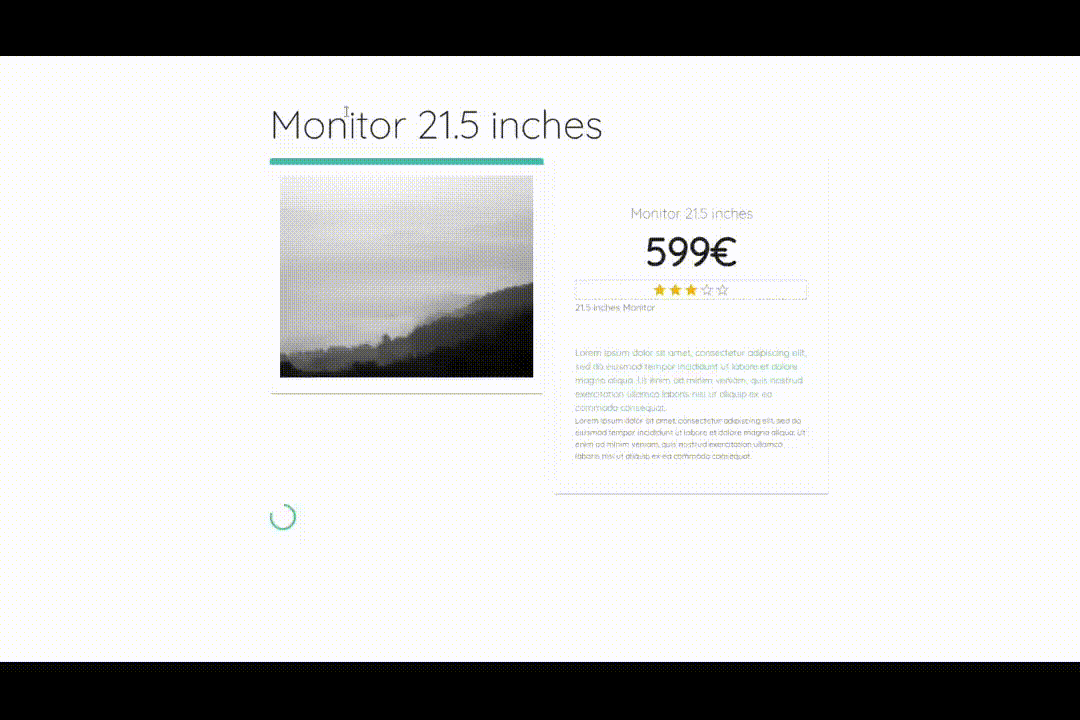 Monitor 21.5 inches
Monitor 21.5 inches
599€
21.5 inches Monitor
Lorem ipsum dolor sit amet, consectetur adipiscing elit,
sed do eiusmod tempor incididunt ut labore et dolore
magna aliqua. Ut enim ad minim veniam, quis nostrud
exercitation ullamco laboris nisi ut aliquip ex ea
commodo consequat.
Lorem ipsum dolor sit amet, consectetur adipiscing elit, sed do
eiusmod tempor incididunt ut labore et dolore magna aliqua. Ut
enim ad minim veniam, quis nostrud exercitation ullamco
laboris nisi ut aliquip ex ea commodo consequat.